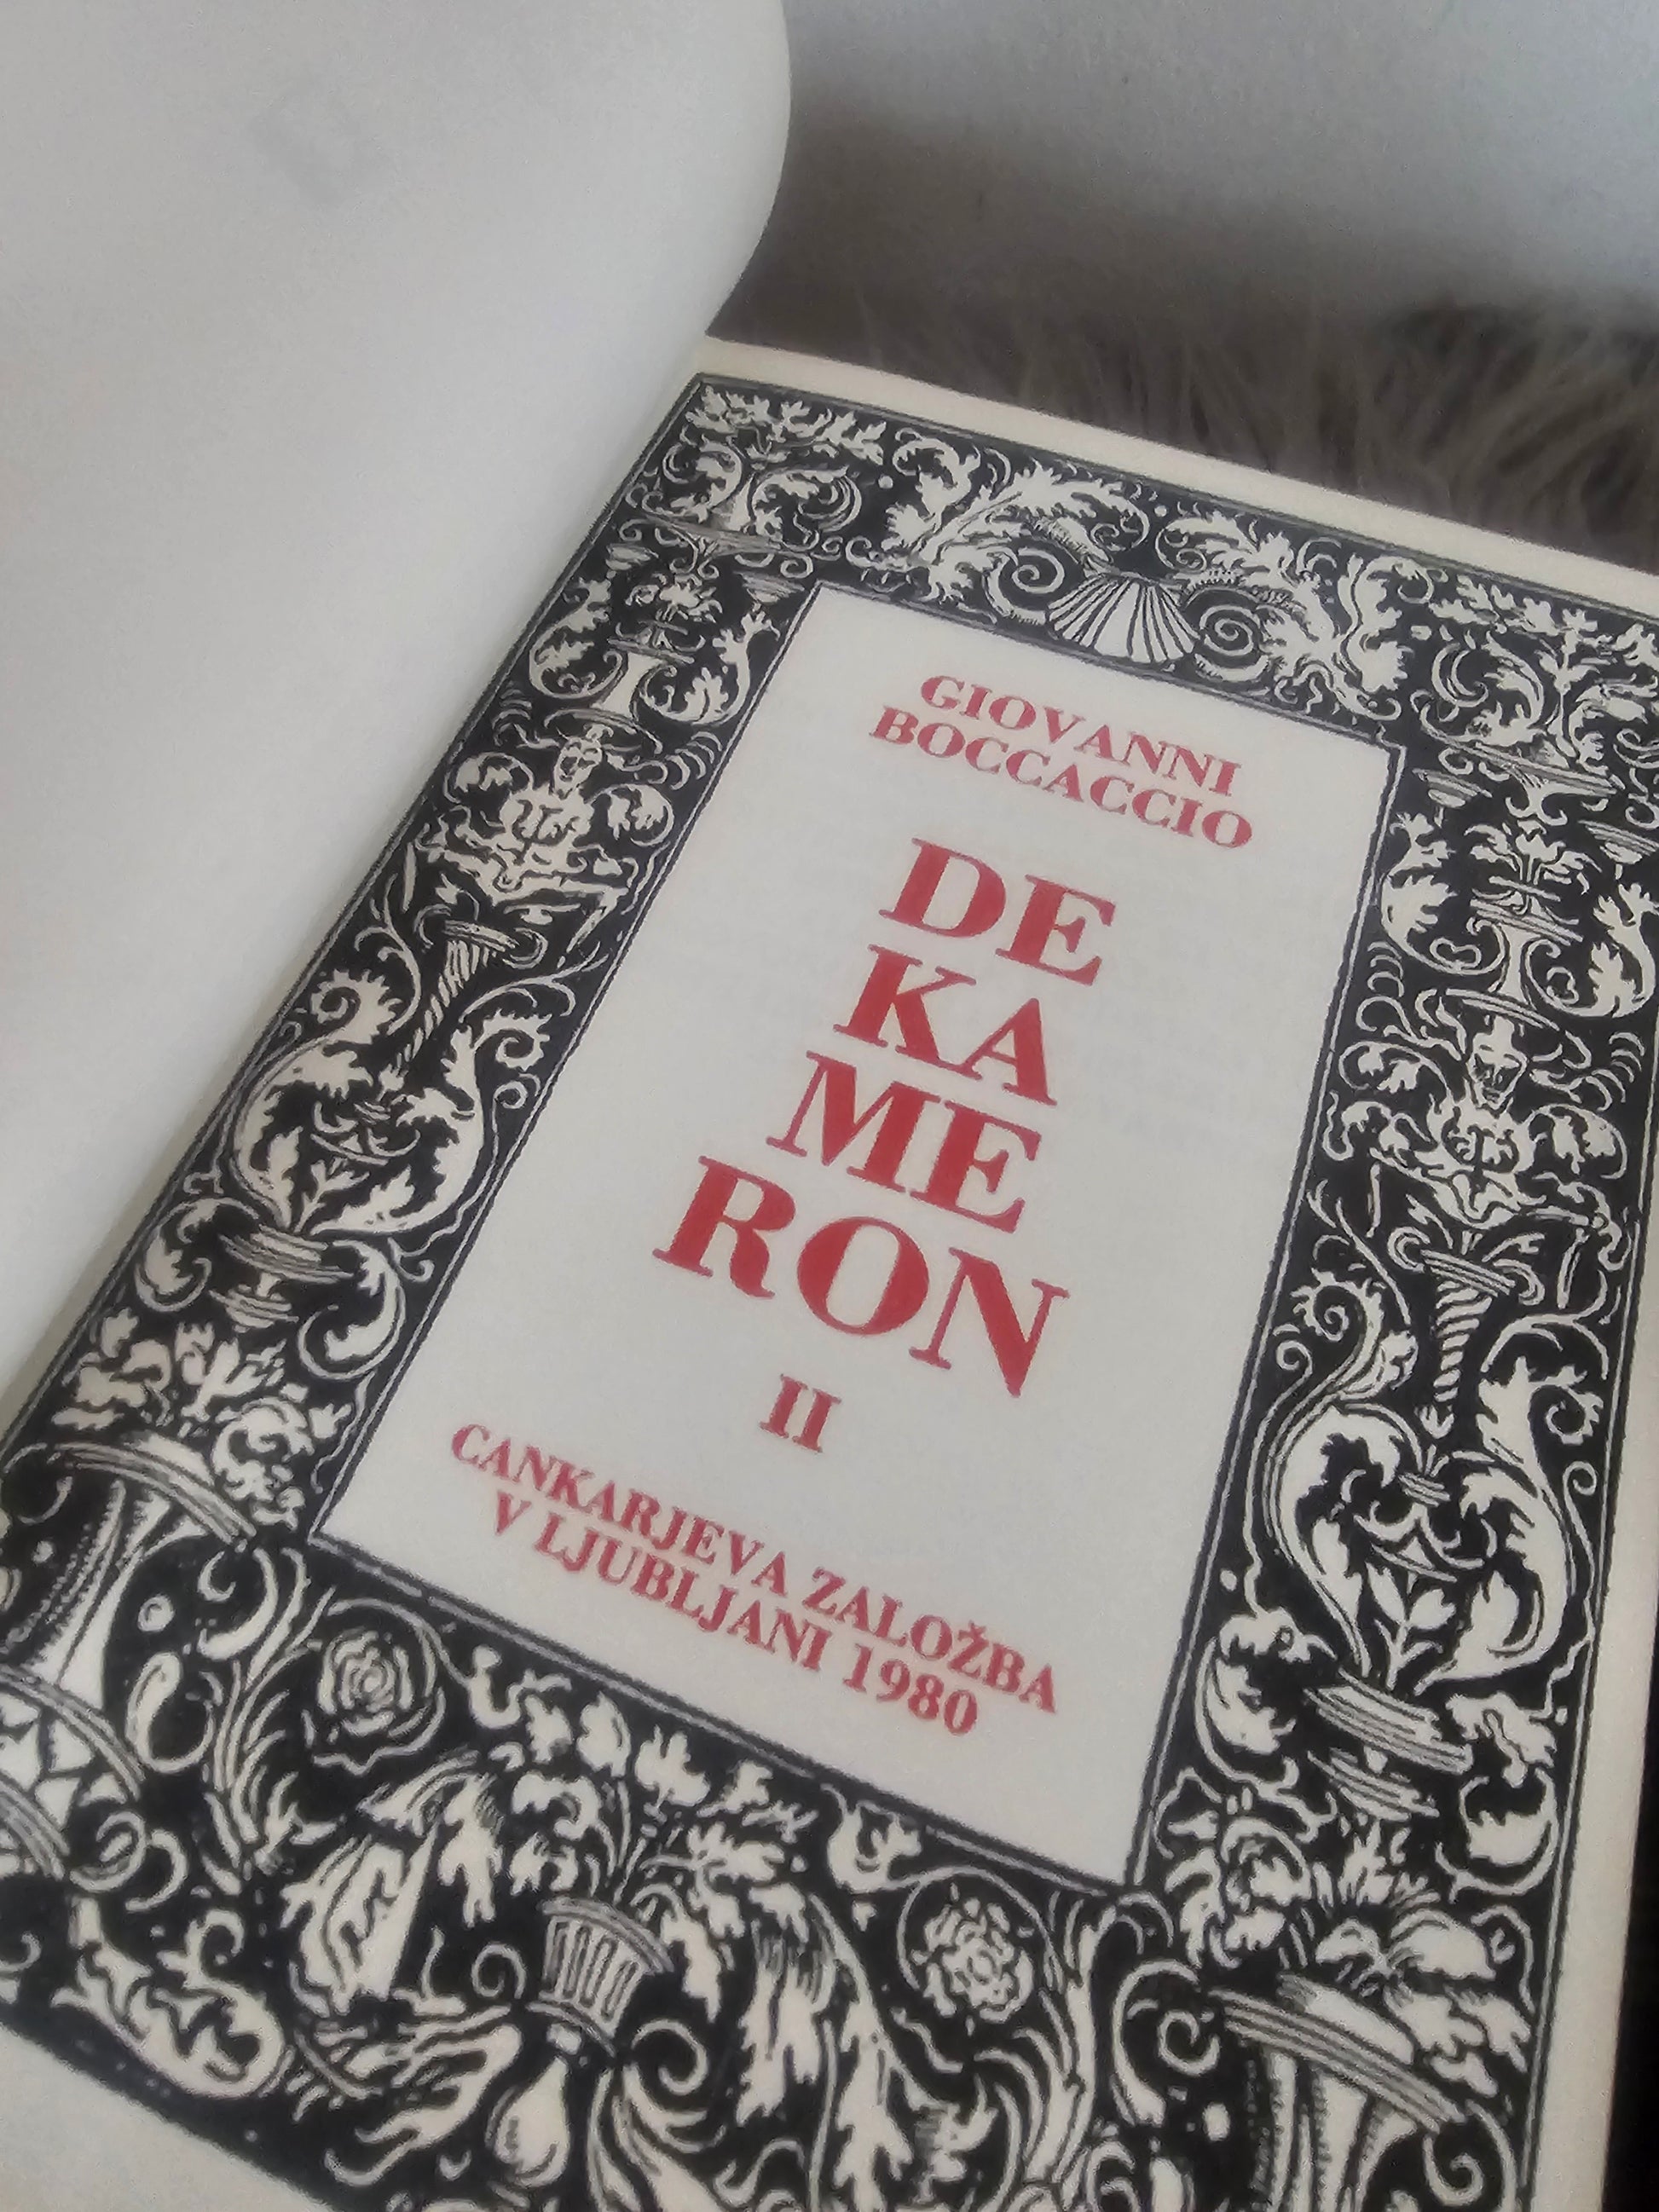 GIOVANNI
BOCCACCIO
DE
KA
ME
RON
II
CANKARJEVA ZALOŽBA
V LJUBLJANI 1980